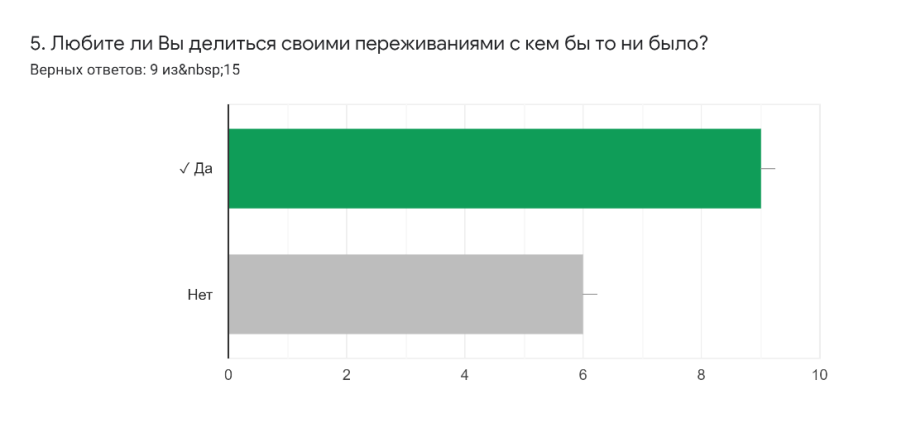 5. Любите ли Вы делиться своими переживаниями с кем бы то ни было?
Верных ответов: 9 из&nbsp;15
✓ Да
Нет
0 2 4 6 8 10